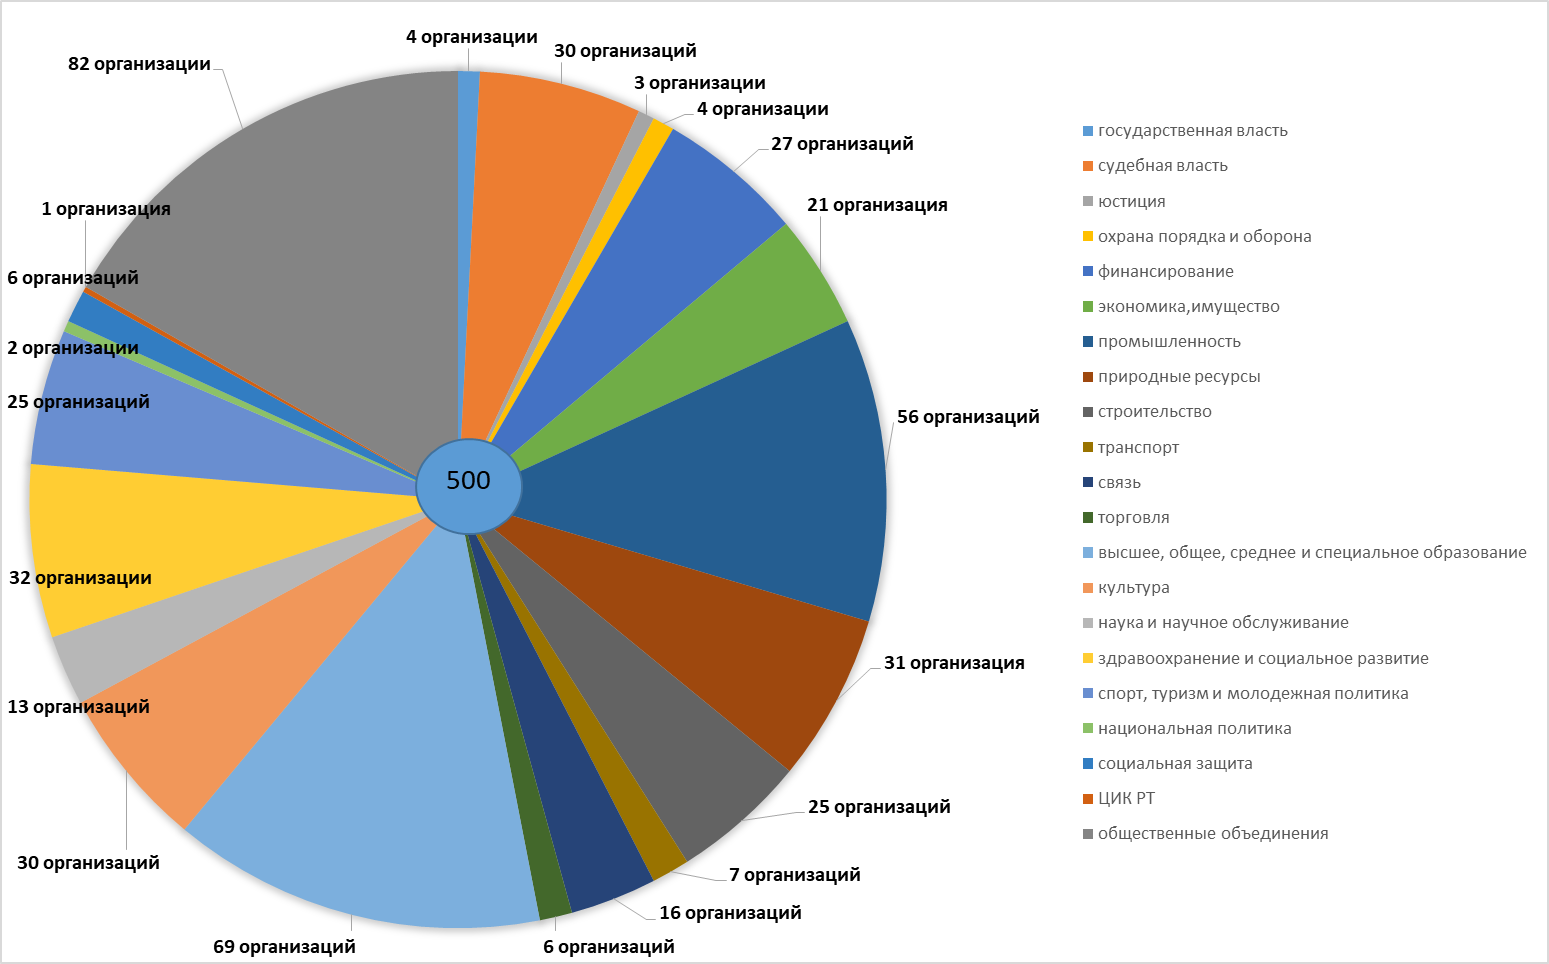 4 организации
30 организаций
82 организации
3 организации
4 организации
27 организаций
1 организация
21 организация
6 организаций
2 организации
25 организаций
56 организаций
500
32 организации
31 организация
13 организаций
25 организаций
30 организаций
7 организаций
16 организаций
69 организаций
6 организаций
государственная власть
судебная власть
юстиция
охрана порядка и оборона
финансирование
экономика,имущество
промышленность
природные ресурсы
строительство
транспорт
связь
торговля
высшее, общее, среднее и специальное образование
культура
наука и научное обслуживание
здравоохранение и социальное развитие
спорт, туризм и молодежная политика
национальная политика
социальная защита
ЦИК РТ
общественные объединения